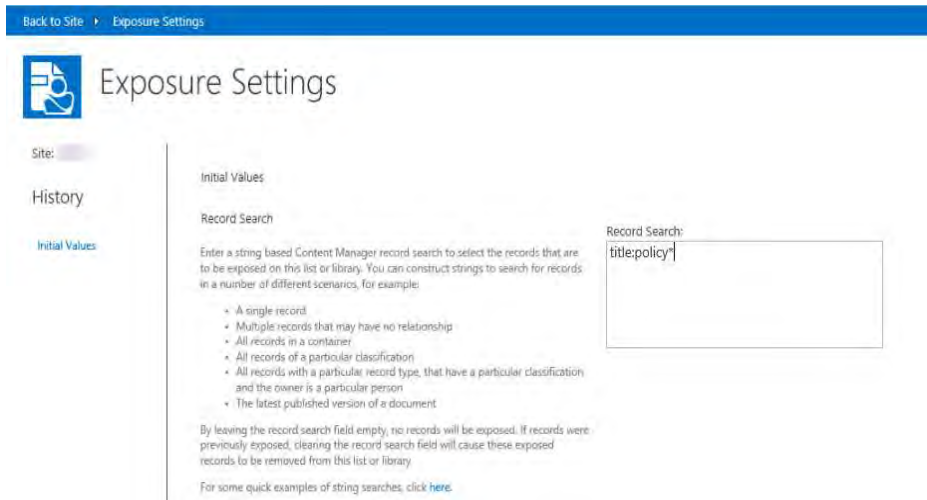 Back to Site ▸ Exposure Settings
Exposure Settings
Site:
History
Initial Values
Initial Values
Record Search
Enter a string based Content Manager record search to select the records that are
to be exposed on this list or library. You can construct strings to search for records
in a number of different scenarios, for example:
• A single record
• Multiple records that may have no relationship
• All records in a container
• All records of a particular classification
• All records with a particular record type, that have a particular classification
and the owner is a particular person
• The latest published version of a document
By leaving the record search field empty, no records will be exposed. If records were
previously exposed, clearing the record search field will cause these exposed
records to be removed from this list or library
For some quick examples of string searches, click here.
Record Search:
title:policy*